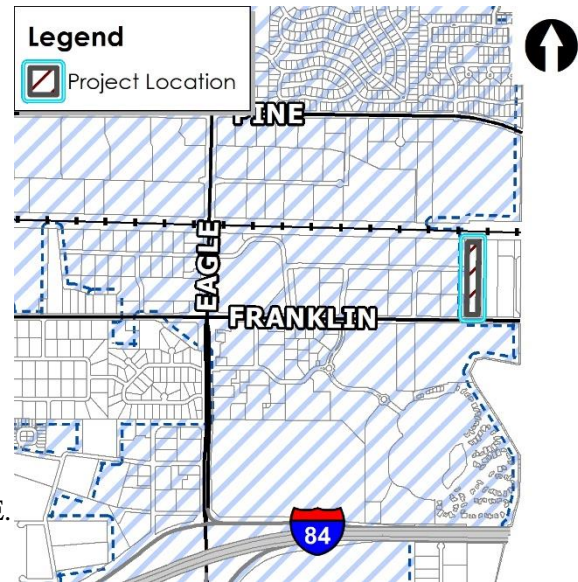 Legend
Project Location
PINE
EAGLE
FRANKLIN
E.
84